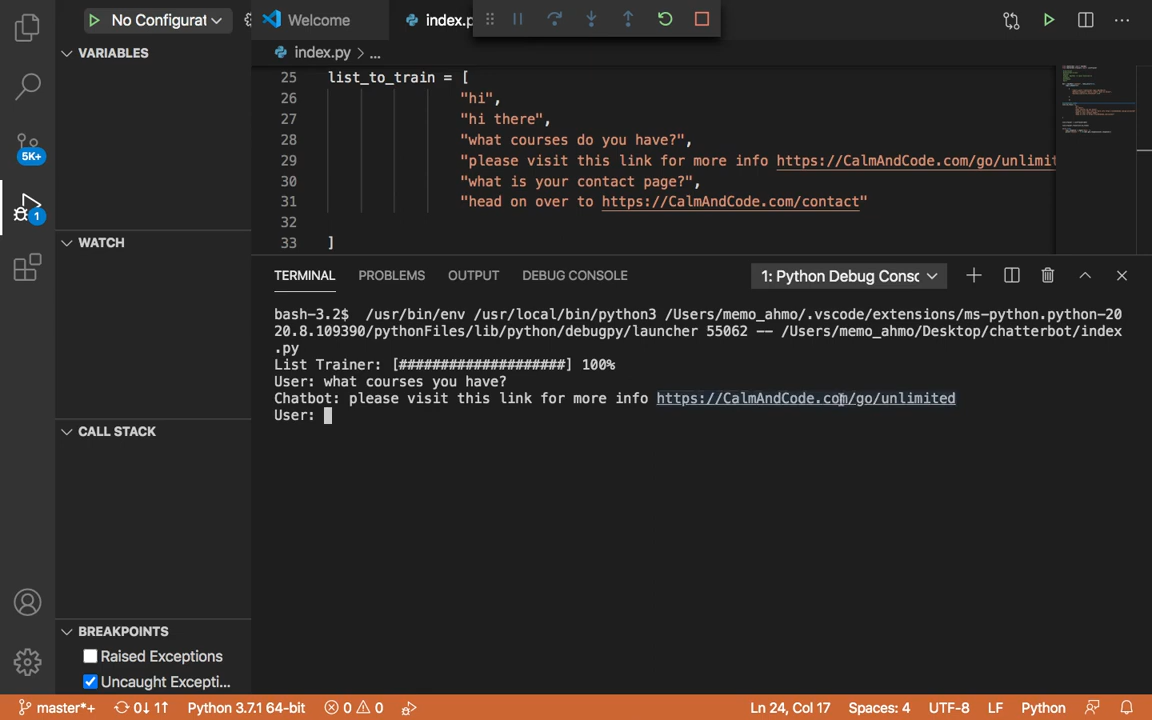 No Configurat
Welcome
index.p
VARIABLES
index.py > ...
25 list_to_train = [
26 "hi",
27 "hi there",
28 "what courses do you have?",
29 "please visit this link for more info https://CalmAndCode.com/go/unlimit
30 "what is your contact page?",
31 "head on over to https://CalmAndCode.com/contact"
32
33 ]
5K+
1
WATCH
TERMINAL PROBLEMS OUTPUT DEBUG CONSOLE 1: Python Debug Consc
bash-3.2$ /usr/bin/env /usr/local/bin/python3 /Users/memo_ahmo/.vscode/extensions/ms-python.python-20
20.8.109390/pythonFiles/lib/python/debugpy/launcher 55062 -- /Users/memo_ahmo/Desktop/chatterbot/index
.py
List Trainer: [####################] 100%
User: what courses you have?
Chatbot: please visit this link for more info https://CalmAndCode.com/go/unlimited
User:
CALL STACK
BREAKPOINTS
Raised Exceptions
Uncaught Excepti...
master*+ 0↓ 1↑ Python 3.7.1 64-bit 0 0 Ln 24, Col 17 Spaces: 4 UTF-8 LF Python